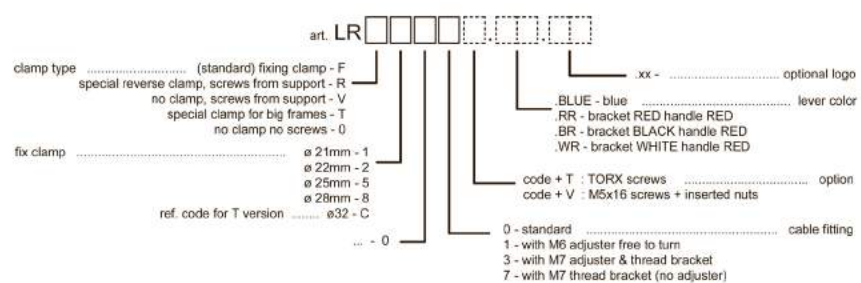 art. LR
clamp type (standard) fixing clamp - F
special reverse clamp, screws from support - R
no clamp, screws from support - V
special clamp for big frames - T
no clamp no screws - 0
fix clamp ø 21mm - 1
ø 22mm - 2
ø 25mm - 5
ø 28mm - 8
ref. code for T version ........ ø32 - C
... - 0
.xx - optional logo
.BLUE - blue lever color
.RR - bracket RED handle RED
.BR - bracket BLACK handle RED
.WR - bracket WHITE handle RED
code + T : TORX screws option
code + V : M5x16 screws + inserted nuts
0 - standard cable fitting
1 - with M6 adjuster free to turn
3 - with M7 adjuster & thread bracket
7 - with M7 thread bracket (no adjuster)